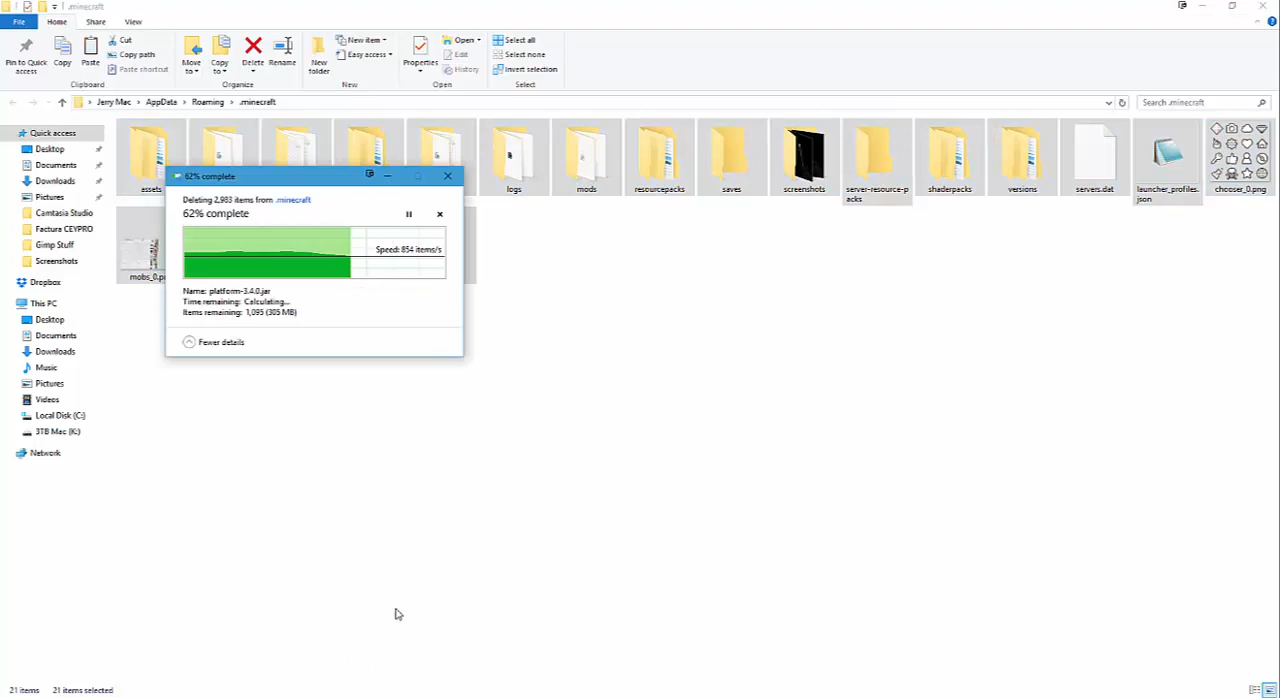 .minecraft
File Home Share View
Pin to Quick access
Copy
Paste
Cut
Copy path
Paste shortcut
Clipboard
Move to
Copy to
Delete
Rename
Organize
New folder
New item
Easy access
New
Properties
Open
Edit
History
Open
Select all
Select none
Invert selection
Select
Jerry Mac > AppData > Roaming > .minecraft
Search .minecraft
Quick access
Desktop
Documents
Downloads
Pictures
Camtasia Studio
Factura CEYPRO
Gimp Stuff
Screenshots
Dropbox
This PC
Desktop
Documents
Downloads
Music
Pictures
Videos
Local Disk (C:)
3TB Mac (K:)
Network
assets
logs
mods
resourcepacks
saves
screenshots
server-resource-p
acks
shaderpacks
versions
servers.dat
launcher_profiles.
json
chooser_0.png
62% complete
Deleting 2,983 items from .minecraft
62% complete
Speed: 854 items/s
Name: platform-3.4.0.jar
Time remaining: Calculating...
Items remaining: 1,095 (305 MB)
Fewer details
21 items 21 items selected